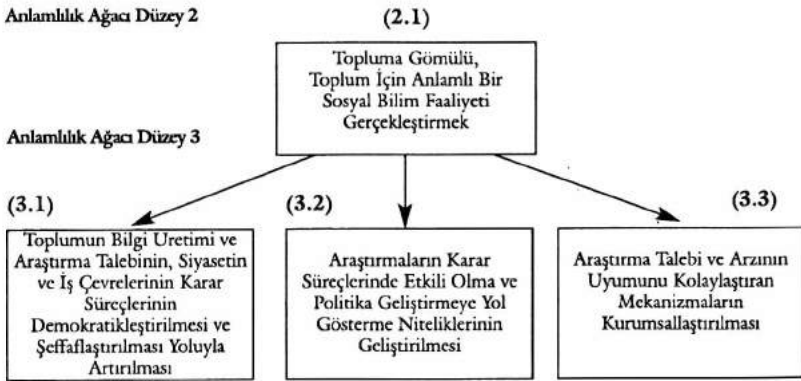 Anlamlılık Ağacı Düzey 2
(2.1)
Topluma Gömülü,
Toplum İçin Anlamlı Bir
Sosyal Bilim Faaliyeti
Gerçekleştirmek
Anlamlılık Ağacı Düzey 3
(3.1)
Toplumun Bilgi Üretimi ve
Araştırma Talebinin, Siyasetin
ve İş Çevrelerinin Karar
Süreçlerinin
Demokratikleştirilmesi ve
Şeffaflaştırılması Yoluyla
Artırılması
(3.2)
Araştırmaların Karar
Süreçlerinde Etkili Olma ve
Politika Geliştirmeye Yol
Gösterme Niteliklerinin
Geliştirilmesi
(3.3)
Araştırma Talebi ve Arzının
Uyumunu Kolaylaştıran
Mekanizmaların
Kurumsallaştırılması